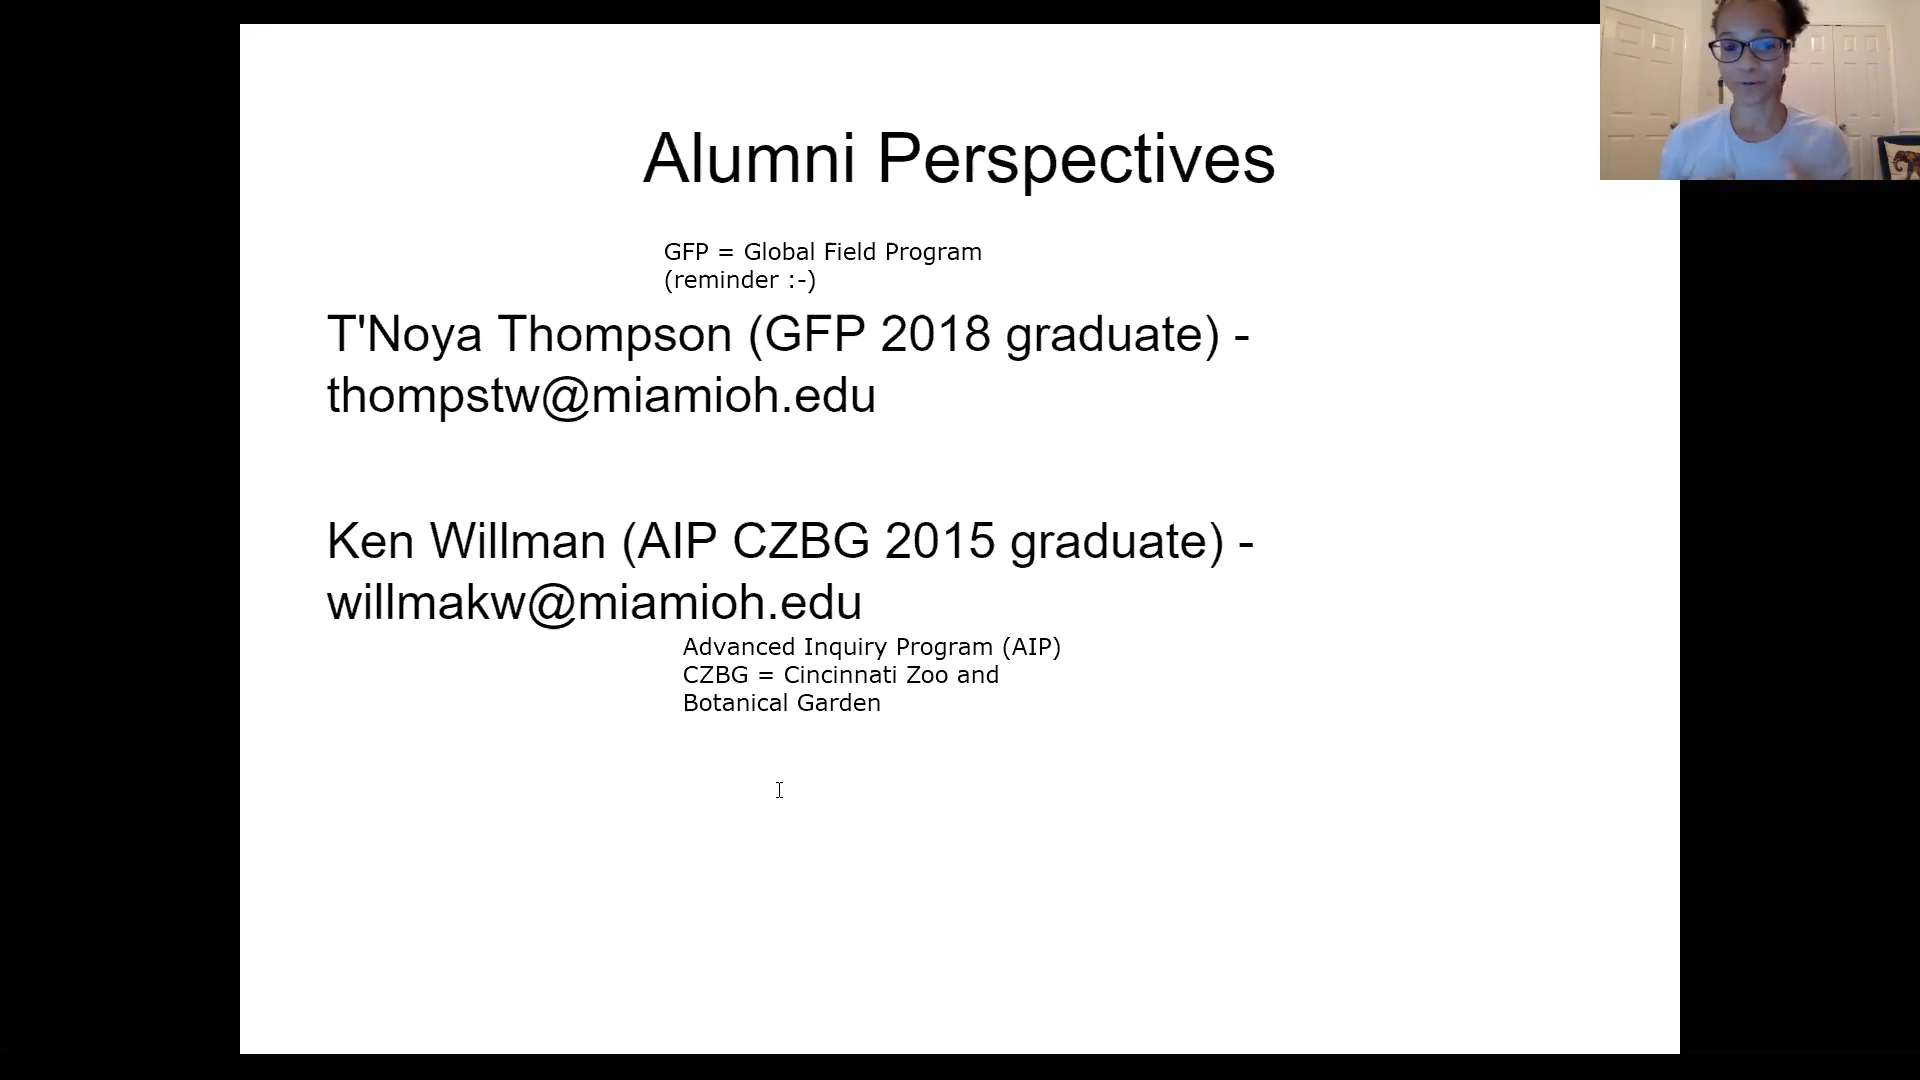 Alumni Perspectives
GFP = Global Field Program
(reminder :-)
T'Noya Thompson (GFP 2018 graduate) -
thompstw@miamioh.edu
Ken Willman (AIP CZBG 2015 graduate) -
willmakw@miamioh.edu
Advanced Inquiry Program (AIP)
CZBG = Cincinnati Zoo and
Botanical Garden